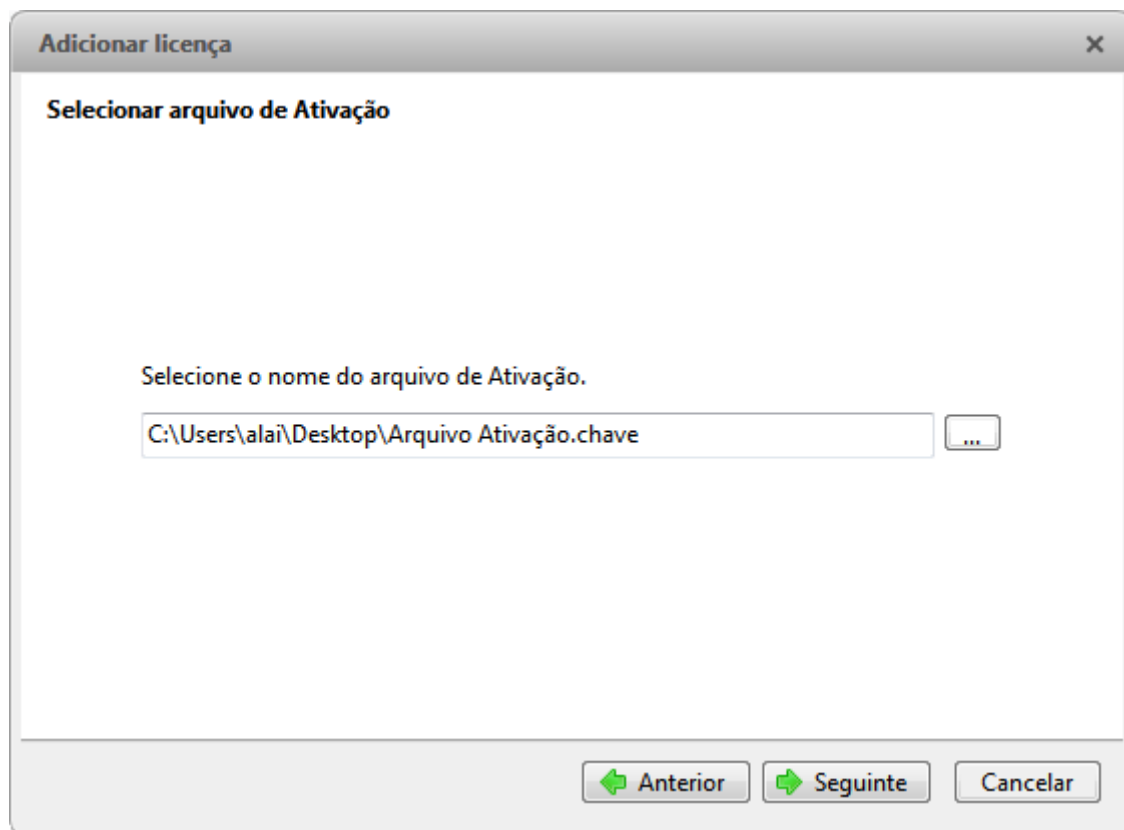 Adicionar licença
Selecionar arquivo de Ativação
Selecione o nome do arquivo de Ativação.
C:\Users\alai\Desktop\Arquivo Ativação.chave
...
Anterior Seguinte Cancelar